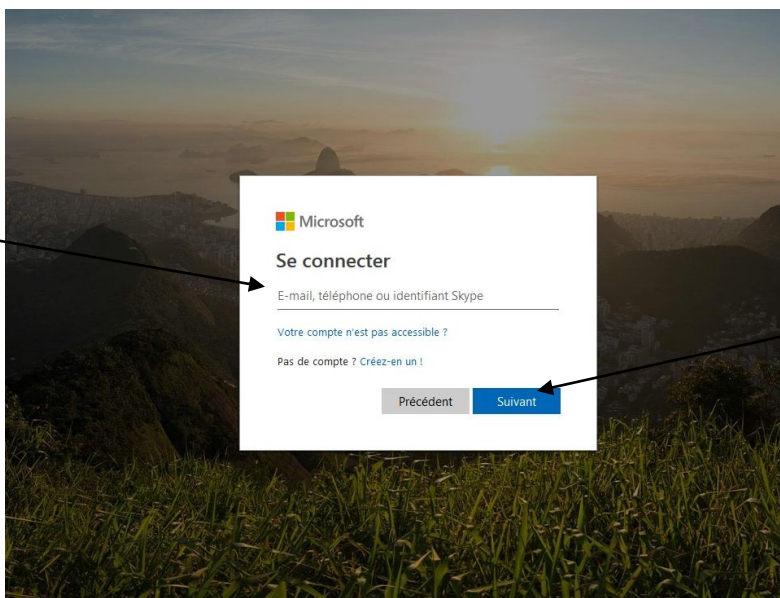 Microsoft
Se connecter
E-mail, téléphone ou identifiant Skype
Votre compte n'est pas accessible ?
Pas de compte ? Créez-en un !
Précédent Suivant